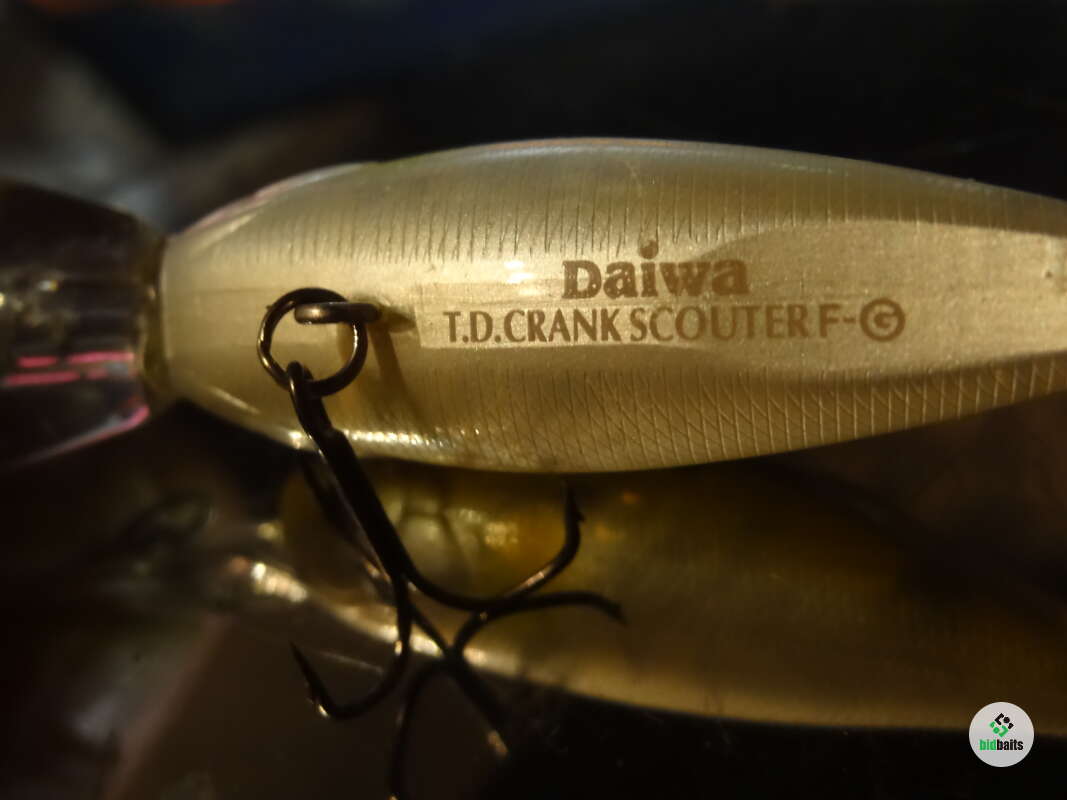 Daiwa
T.D.CRANK SCOUTER F-G
bidbaits